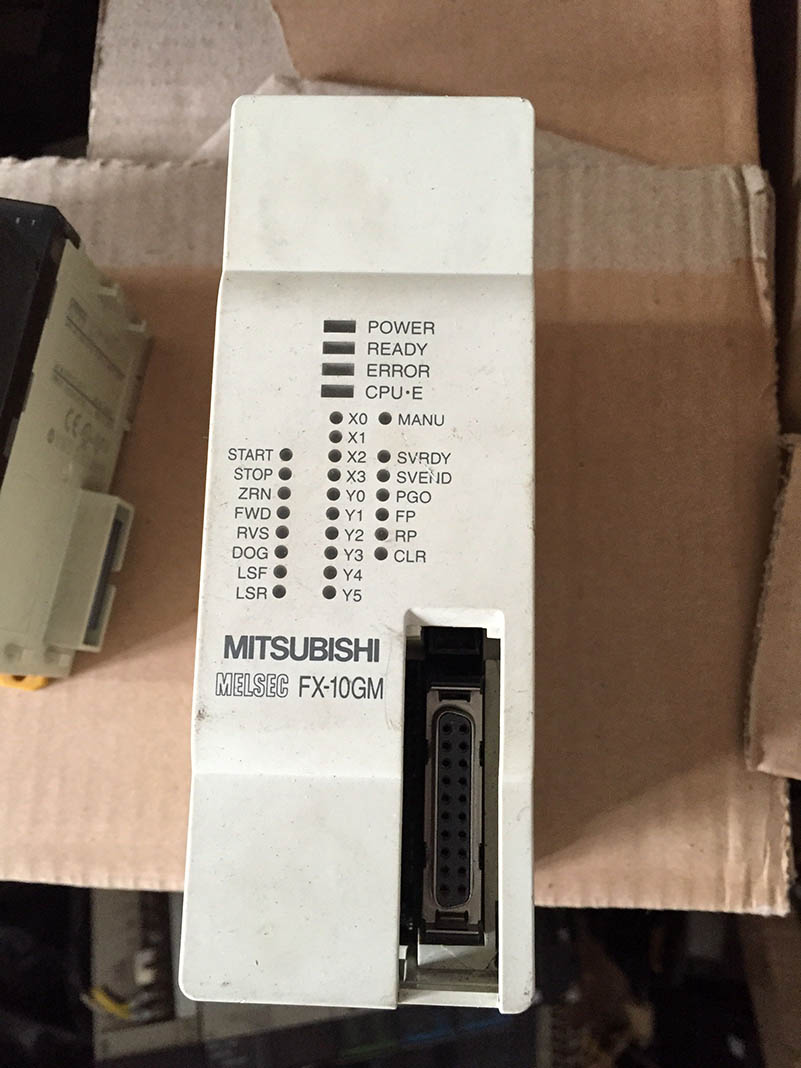 POWER
READY
ERROR
CPU•E
X0 MANU
X1
START X2 SVRDY
STOP X3 SVEND
ZRN Y0 PG0
FWD Y1 FP
RVS Y2 RP
DOG Y3 CLR
LSF Y4
LSR Y5
MITSUBISHI
MELSEC FX-10GM